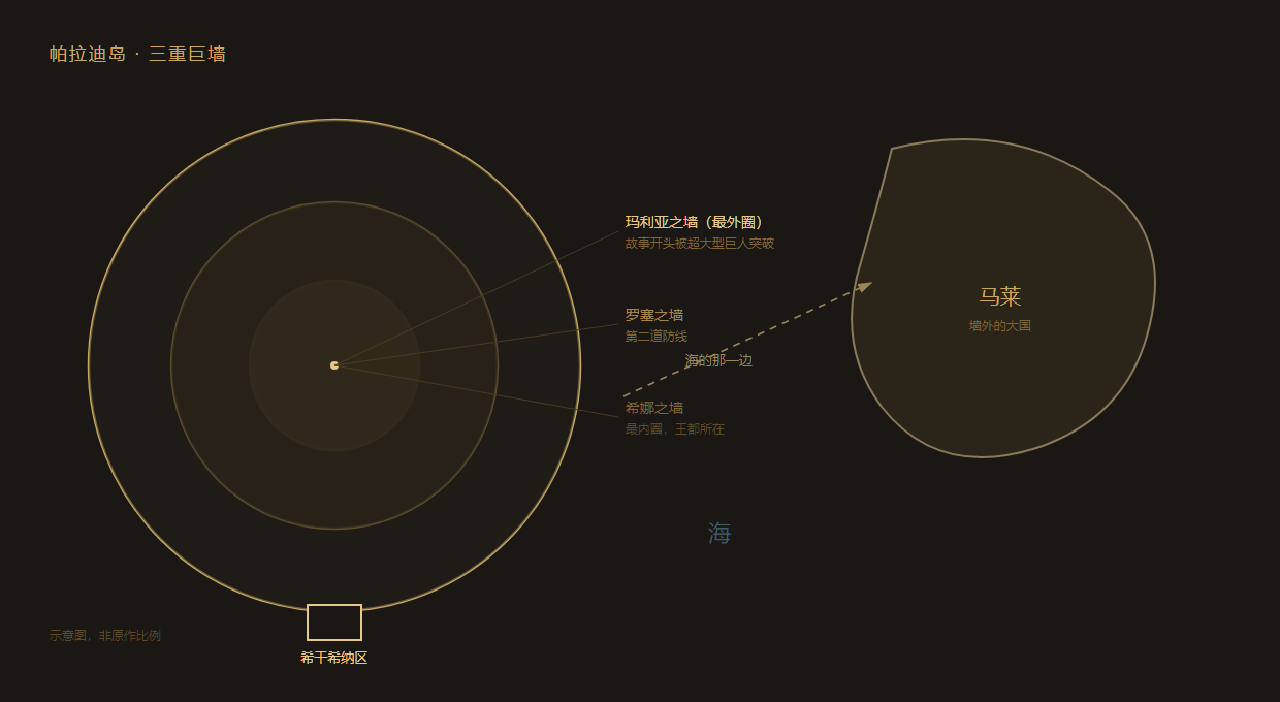 帕拉迪岛 · 三重巨墙
玛利亚之墙（最外圈）
故事开头被超大型巨人突破
罗塞之墙
第二道防线
海的那一边
希娜之墙
最内圈，王都所在
马莱
墙外的大国
海
示意图，非原作比例
希干希纳区